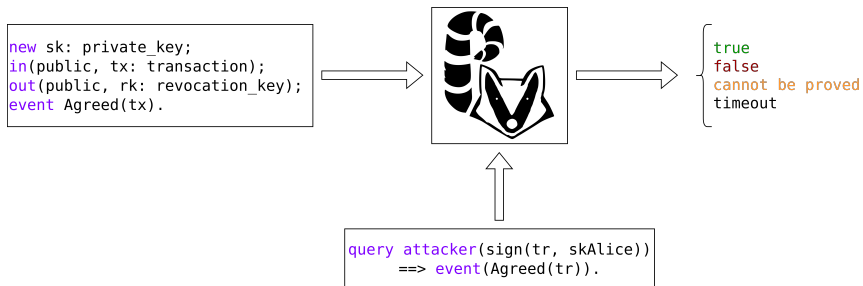 new sk: private_key;
in(public, tx: transaction);
out(public, rk: revocation_key);
event Agreed(tx).
true
false
cannot be proved
timeout
query attacker(sign(tr, skAlice))
==> event(Agreed(tr)).